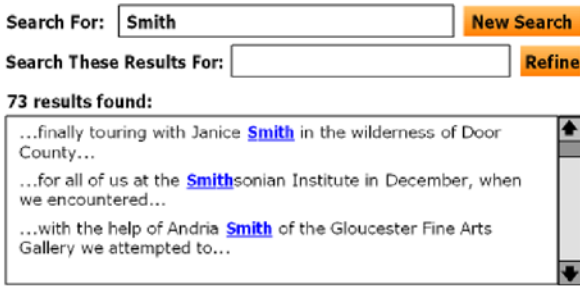 Search For: Smith New Search
Search These Results For: Refine
73 results found:
...finally touring with Janice Smith in the wilderness of Door
County...
...for all of us at the Smithsonian Institute in December, when
we encountered...
...with the help of Andria Smith of the Gloucester Fine Arts
Gallery we attempted to...